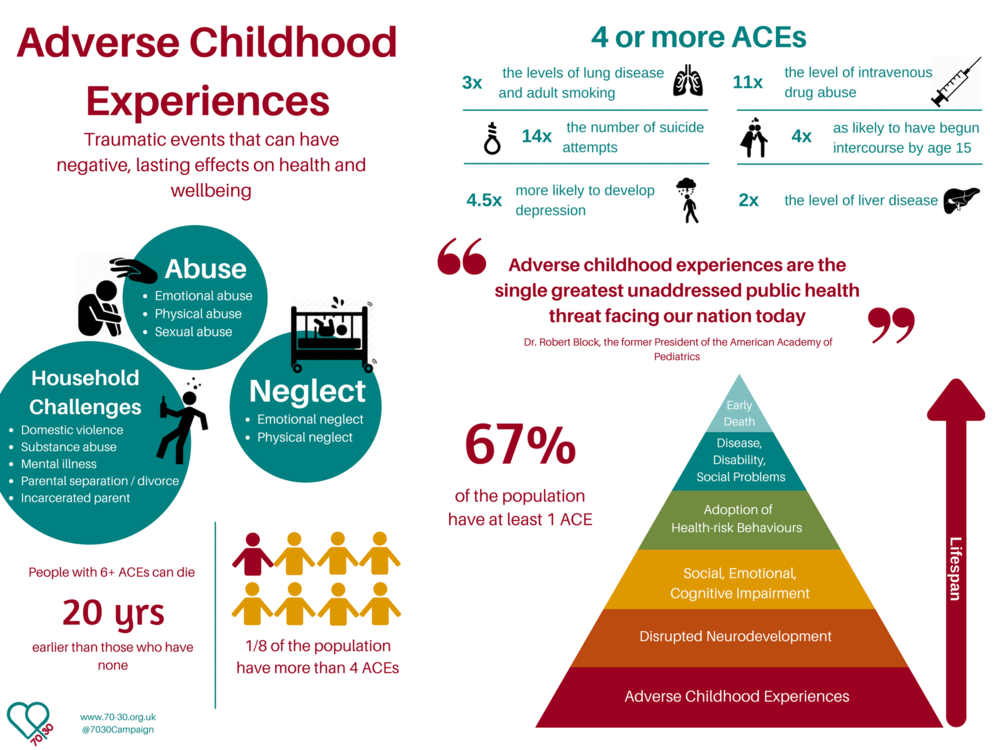 Adverse Childhood
Experiences
Traumatic events that can have
negative, lasting effects on health and
wellbeing
Abuse
• Emotional abuse
• Physical abuse
• Sexual abuse
Household
Challenges
• Domestic violence
• Substance abuse
• Mental illness
• Parental separation / divorce
• Incarcerated parent
Neglect
• Emotional neglect
• Physical neglect
People with 6+ ACEs can die
20 yrs
earlier than those who have
none
1/8 of the population
have more than 4 ACEs
70/30
www.70-30.org.uk
@7030Campaign
4 or more ACEs
3x
the levels of lung disease
and adult smoking
11x
the level of intravenous
drug abuse
14x
the number of suicide
attempts
4x
as likely to have begun
intercourse by age 15
4.5x
more likely to develop
depression
2x
the level of liver disease
“
Adverse childhood experiences are the
single greatest unaddressed public health
threat facing our nation today
”
Dr. Robert Block, the former President of the American Academy of
Pediatrics
67%
of the population
have at least 1 ACE
Early
Death
Disease,
Disability,
Social Problems
Adoption of
Health-risk Behaviours
Social, Emotional,
Cognitive Impairment
Disrupted Neurodevelopment
Adverse Childhood Experiences
Lifespan